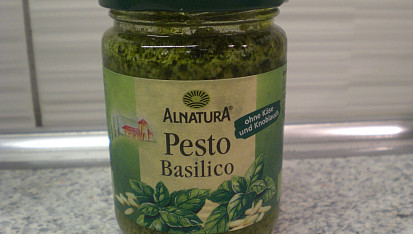 ALNATURA®
ohne Käse
und Knoblauch
Pesto
Basilico